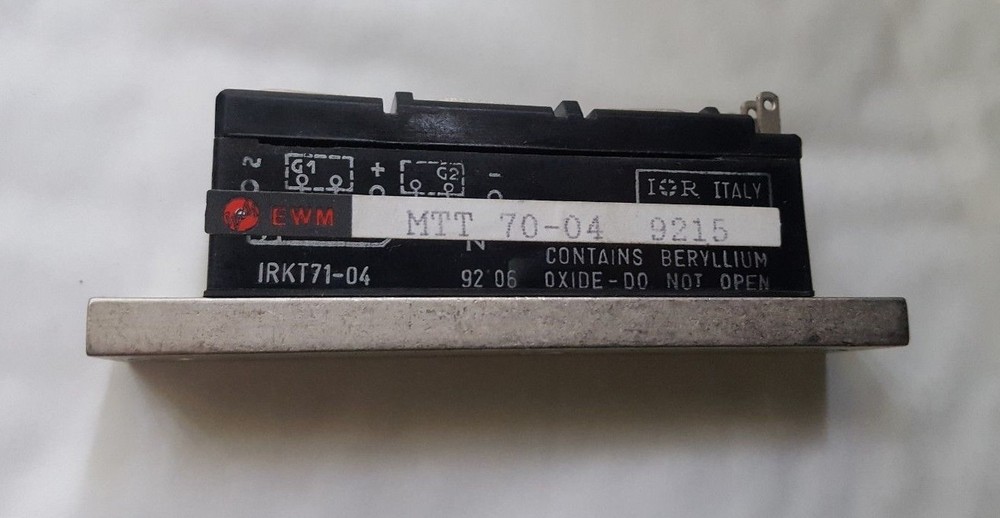 ~ G1 + G2 -
IOR ITALY
EWM MTT 70-04 9215
N
CONTAINS BERYLLIUM
IRKT71-04 92 06 OXIDE-DO NOT OPEN